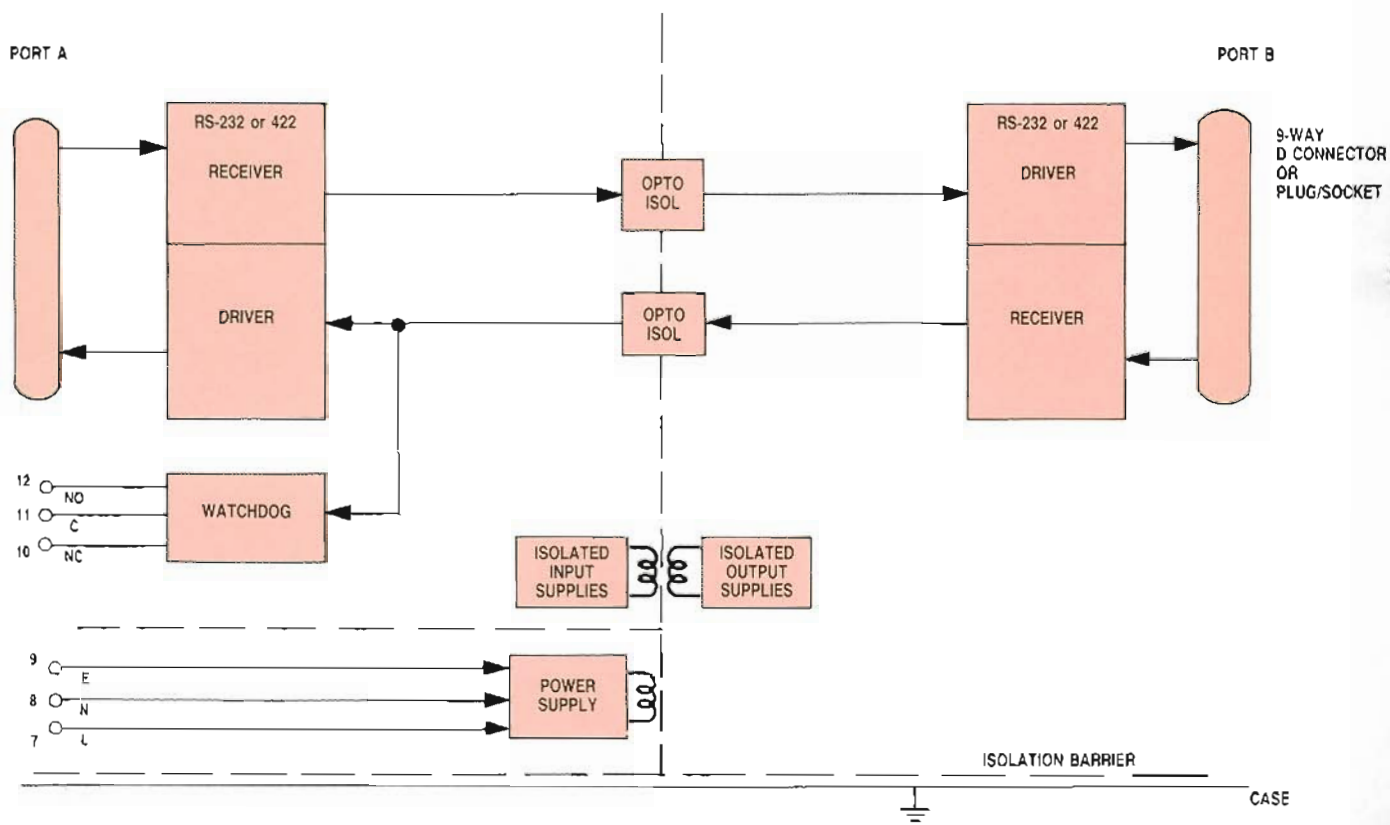 PORT A
PORT B
RS-232 or 422
RECEIVER
DRIVER
OPTO
ISOL
OPTO
ISOL
RS-232 or 422
DRIVER
RECEIVER
9-WAY
D CONNECTOR
OR
PLUG/SOCKET
12
NO
11
C
10
NC
WATCHDOG
ISOLATED
INPUT
SUPPLIES
ISOLATED
OUTPUT
SUPPLIES
9
E
8
N
7
L
POWER
SUPPLY
ISOLATION BARRIER
CASE